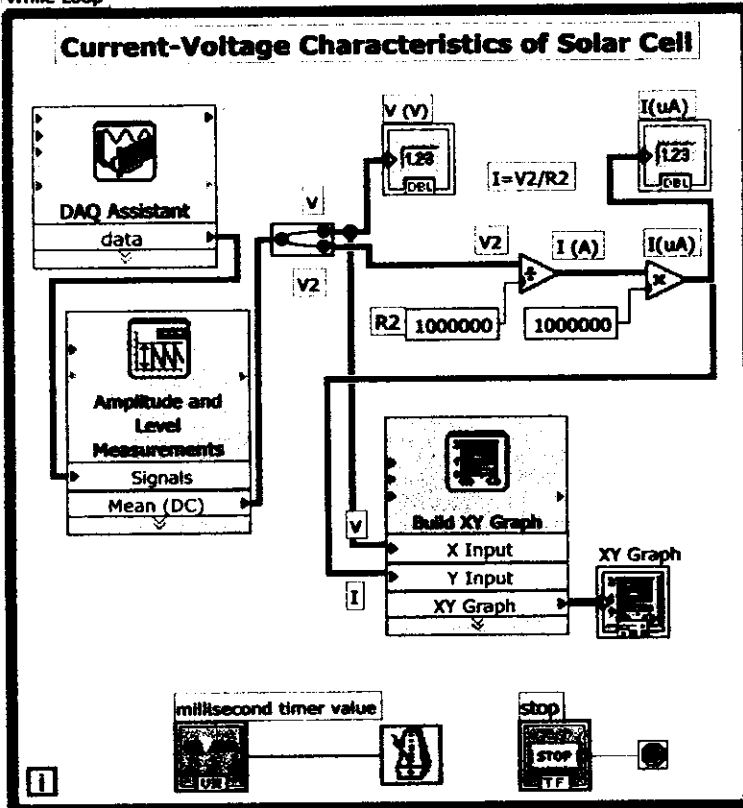 While Loop
Current-Voltage Characteristics of Solar Cell
V (V)
I(uA)
1.23
DBL
1.23
DBL
I=V2/R2
DAQ Assistant
data
V
V2
V2
I (A)
I(uA)
R2
1000000
1000000
Amplitude and
Level
Measurements
Signals
Mean (DC)
Build XY Graph
V
X Input
I
Y Input
XY Graph
XY Graph
millisecond timer value
stop
STOP
TF
i